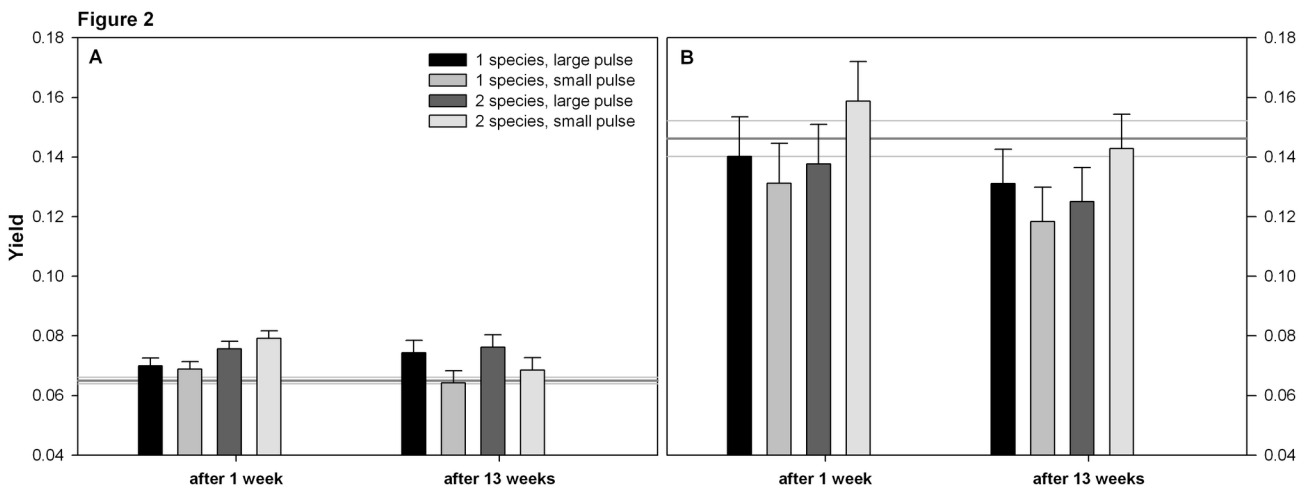 Figure 2
A
1 species, large pulse
1 species, small pulse
2 species, large pulse
2 species, small pulse
B
Yield
0.18
0.16
0.14
0.12
0.10
0.08
0.06
0.04
0.18
0.16
0.14
0.12
0.10
0.08
0.06
0.04
after 1 week
after 13 weeks
after 1 week
after 13 weeks